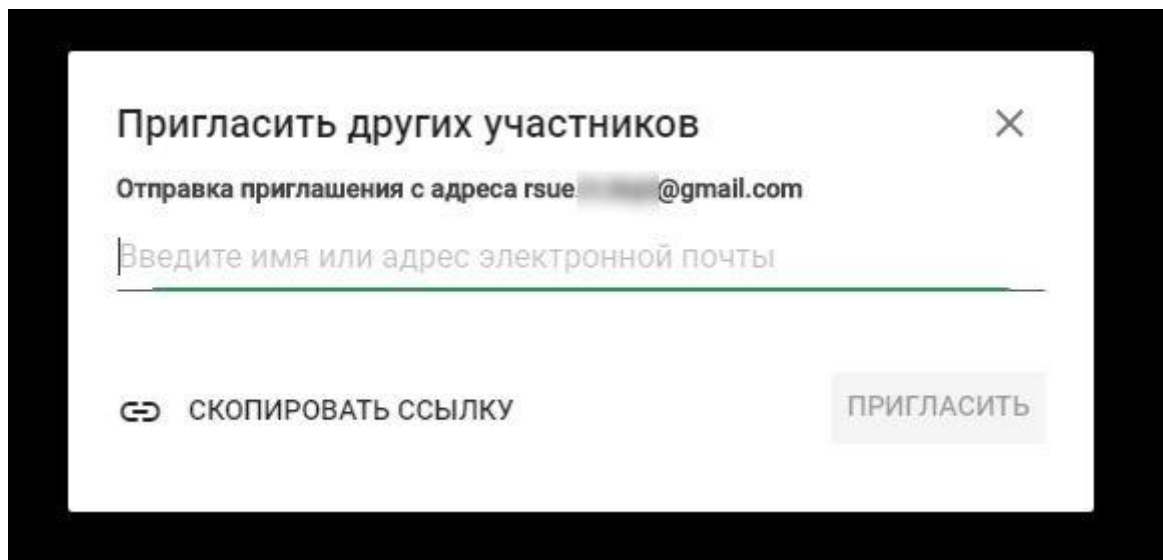 Пригласить других участников
Отправка приглашения с адреса rsue @gmail.com
Введите имя или адрес электронной почты
СКОПИРОВАТЬ ССЫЛКУ
ПРИГЛАСИТЬ